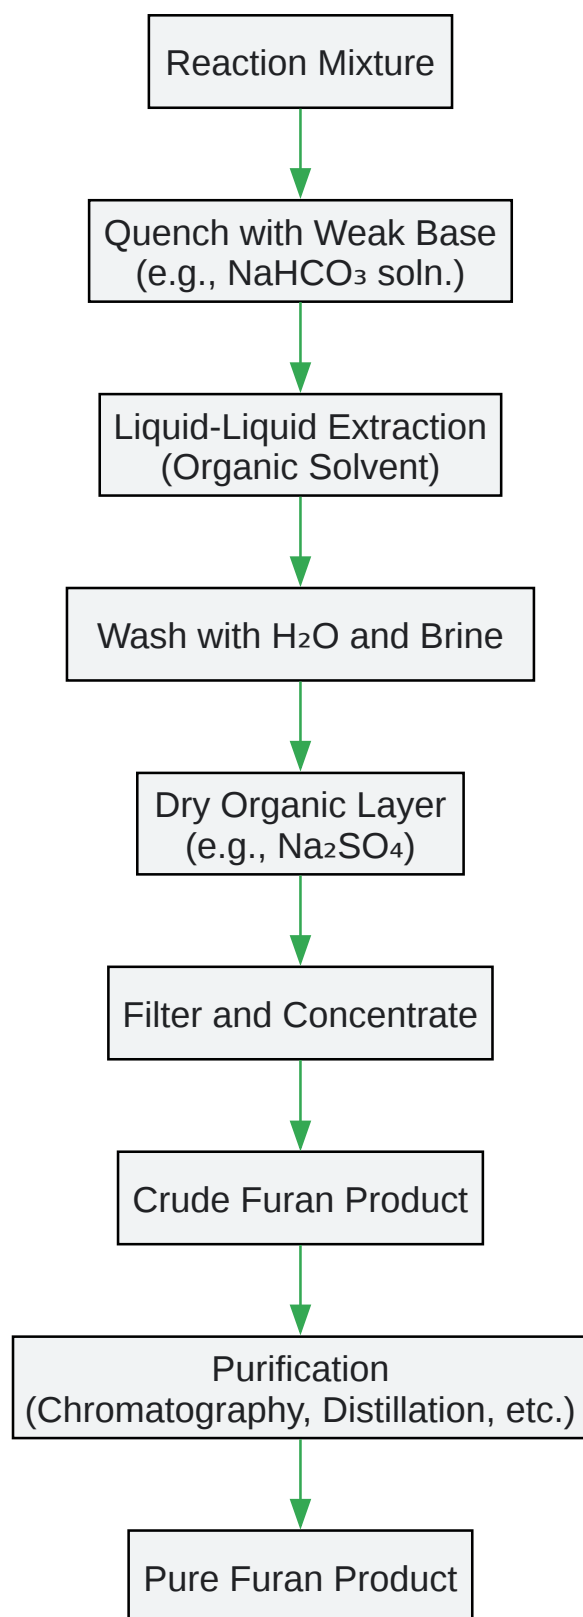 Reaction Mixture
Quench with Weak Base
(e.g., NaHCO₃ soln.)
Liquid-Liquid Extraction
(Organic Solvent)
Wash with H₂O and Brine
Dry Organic Layer
(e.g., Na₂SO₄)
Filter and Concentrate
Crude Furan Product
Purification
(Chromatography, Distillation, etc.)
Pure Furan Product